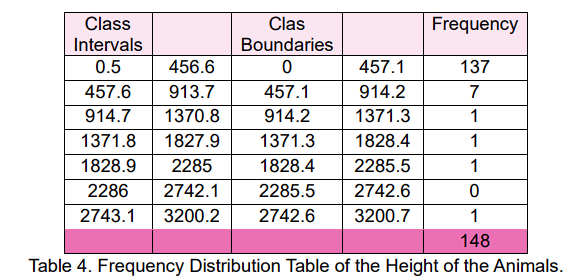 Class Intervals Clas Boundaries Frequency
0.5 456.6 0 457.1 137
457.6 913.7 457.1 914.2 7
914.7 1370.8 914.2 1371.3 1
1371.8 1827.9 1371.3 1828.4 1
1828.9 2285 1828.4 2285.5 1
2286 2742.1 2285.5 2742.6 0
2743.1 3200.2 2742.6 3200.7 1
148
Table 4. Frequency Distribution Table of the Height of the Animals.